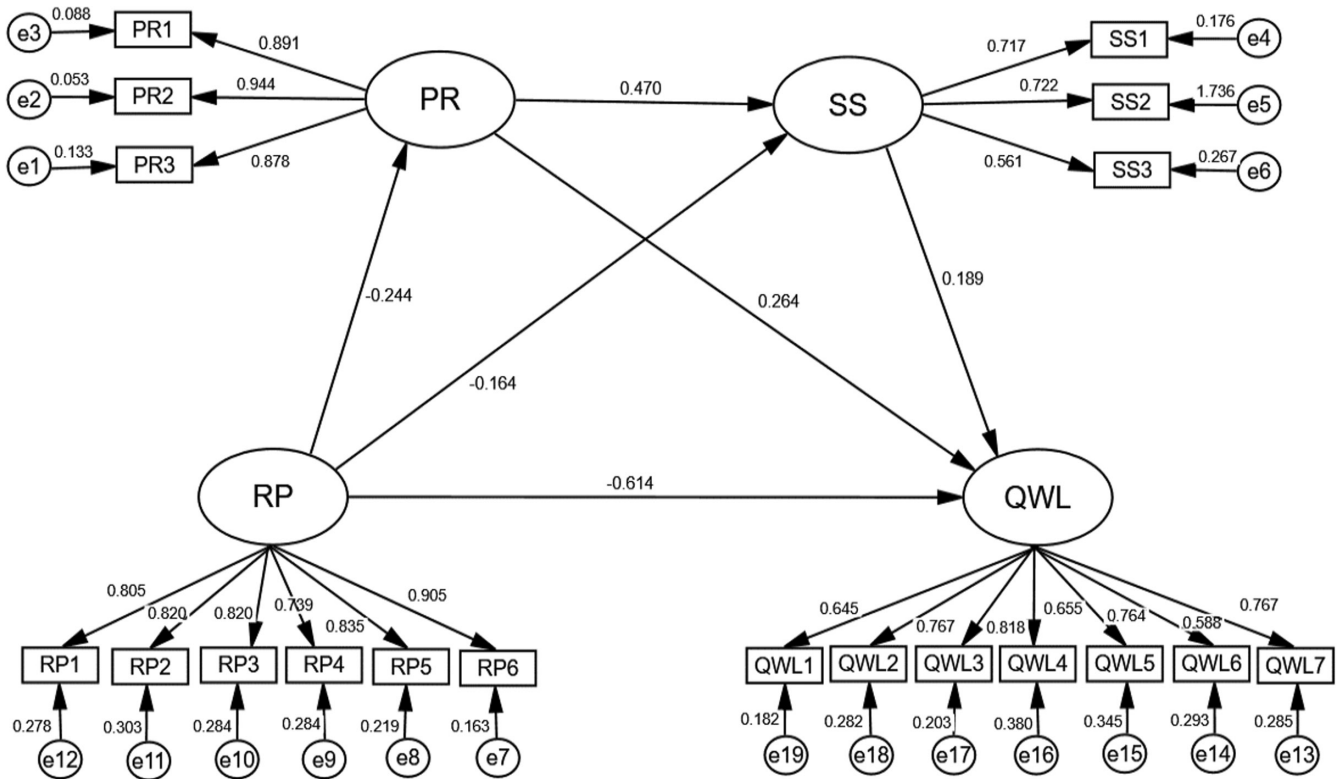 e3 0.088 PR1 0.891
e2 0.053 PR2 0.944
e1 0.133 PR3 0.878
PR
0.470
SS
0.717 SS1 0.176 e4
0.722 SS2 1.736 e5
0.561 SS3 0.267 e6
-0.244
0.264
0.189
-0.164
RP
-0.614
QWL
0.805 0.820 0.820 0.739 0.835 0.905
RP1 RP2 RP3 RP4 RP5 RP6
0.278 0.303 0.284 0.284 0.219 0.163
e12 e11 e10 e9 e8 e7
0.645 0.767 0.818 0.655 0.764 0.588 0.767
QWL1 QWL2 QWL3 QWL4 QWL5 QWL6 QWL7
0.182 0.282 0.203 0.380 0.345 0.293 0.285
e19 e18 e17 e16 e15 e14 e13